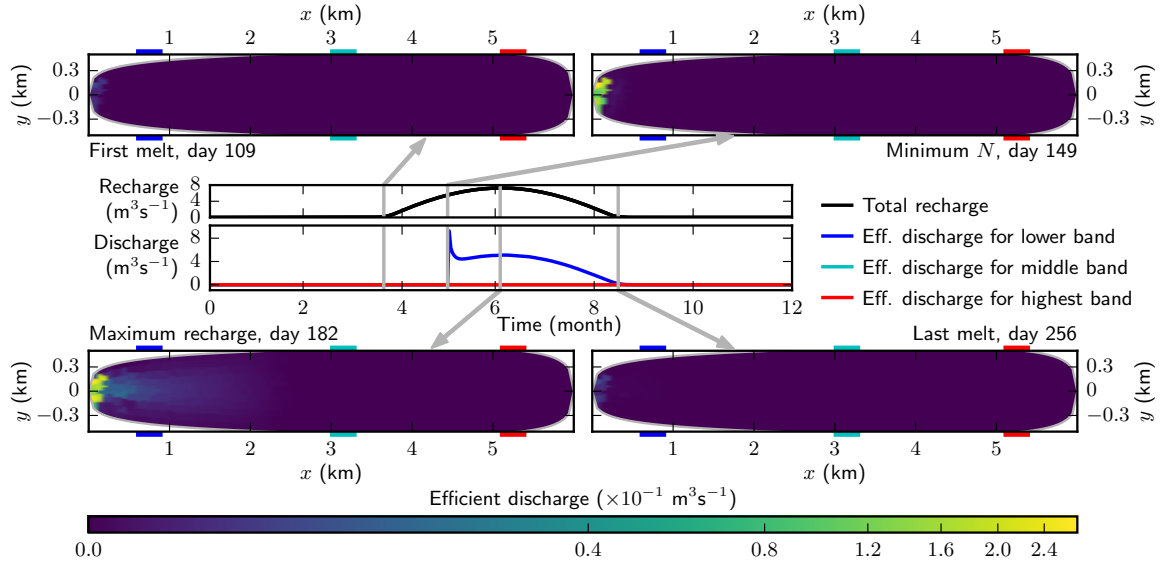 x (km) x (km)
1 2 3 4 5 1 2 3 4 5
y (km) 0.3 0 −0.3 0.3 0 −0.3 y (km)
First melt, day 109 Minimum N, day 149
Recharge (m³s⁻¹) 8 4 0
Discharge (m³s⁻¹) 8 4 0
0 2 4 6 8 10 12
Time (month)
Total recharge
Eff. discharge for lower band
Eff. discharge for middle band
Eff. discharge for highest band
Maximum recharge, day 182 Last melt, day 256
y (km) 0.3 0 −0.3 0.3 0 −0.3 y (km)
1 2 3 4 5 1 2 3 4 5
x (km) x (km)
Efficient discharge (×10⁻¹ m³s⁻¹)
0.0 0.4 0.8 1.2 1.6 2.0 2.4